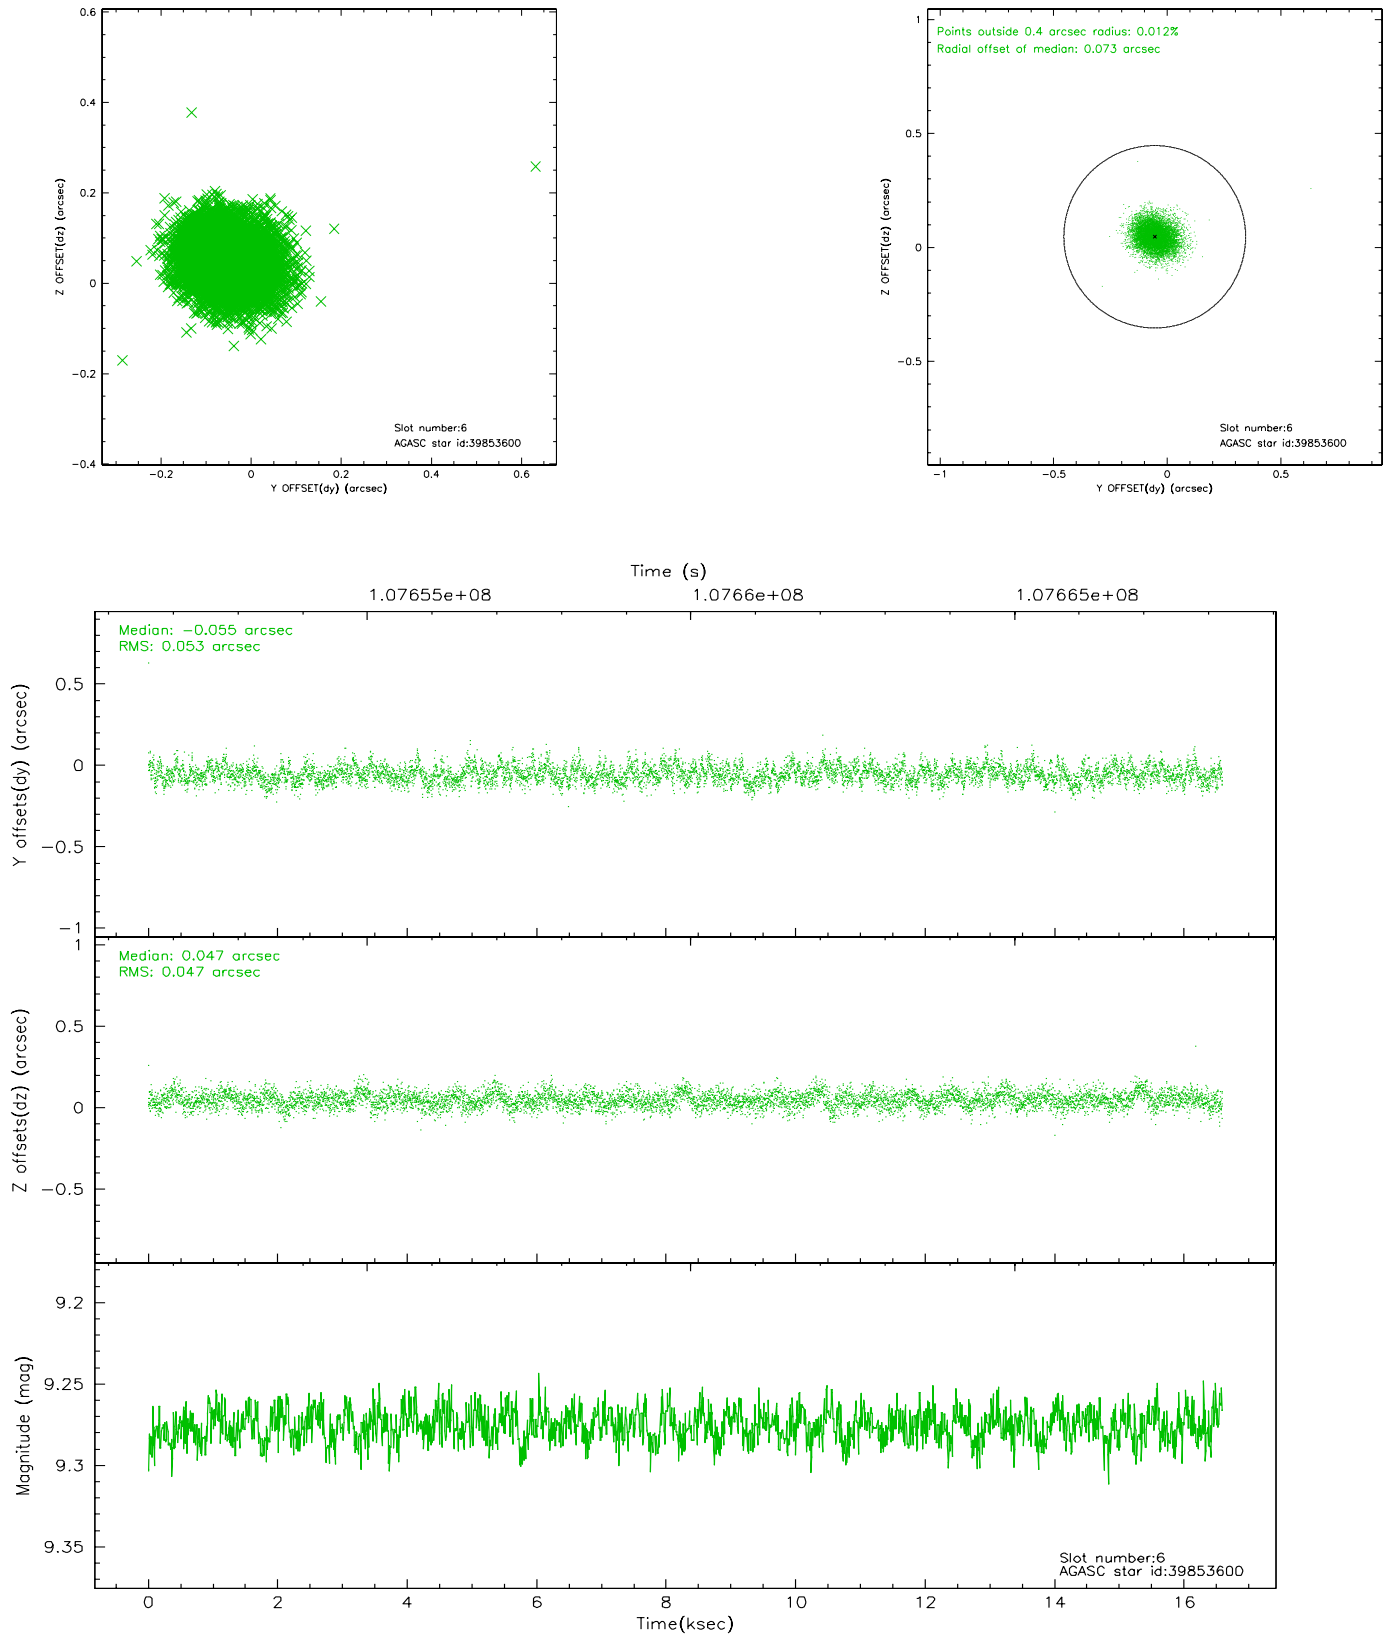 0.6
0.4
0.2
0
−0.2
−0.4
Z OFFSET(dz) (arcsec)
Slot number:6
AGASC star id:39853600
−0.2
0
0.2
0.4
0.6
Y OFFSET(dy) (arcsec)
Points outside 0.4 arcsec radius: 0.012%
Radial offset of median: 0.073 arcsec
1
0.5
0
−0.5
Z OFFSET(dz) (arcsec)
Slot number:6
AGASC star id:39853600
−1
−0.5
0
0.5
Y OFFSET(dy) (arcsec)
Time (s)
1.07655e+08
1.0766e+08
1.07665e+08
Median: −0.055 arcsec
RMS: 0.053 arcsec
0.5
0
−0.5
−1
Y offsets(dy) (arcsec)
Median: 0.047 arcsec
RMS: 0.047 arcsec
1
0.5
0
−0.5
Z offsets(dz) (arcsec)
9.2
9.25
9.3
9.35
Magnitude (mag)
Slot number:6
AGASC star id:39853600
0
2
4
6
8
10
12
14
16
Time(ksec)